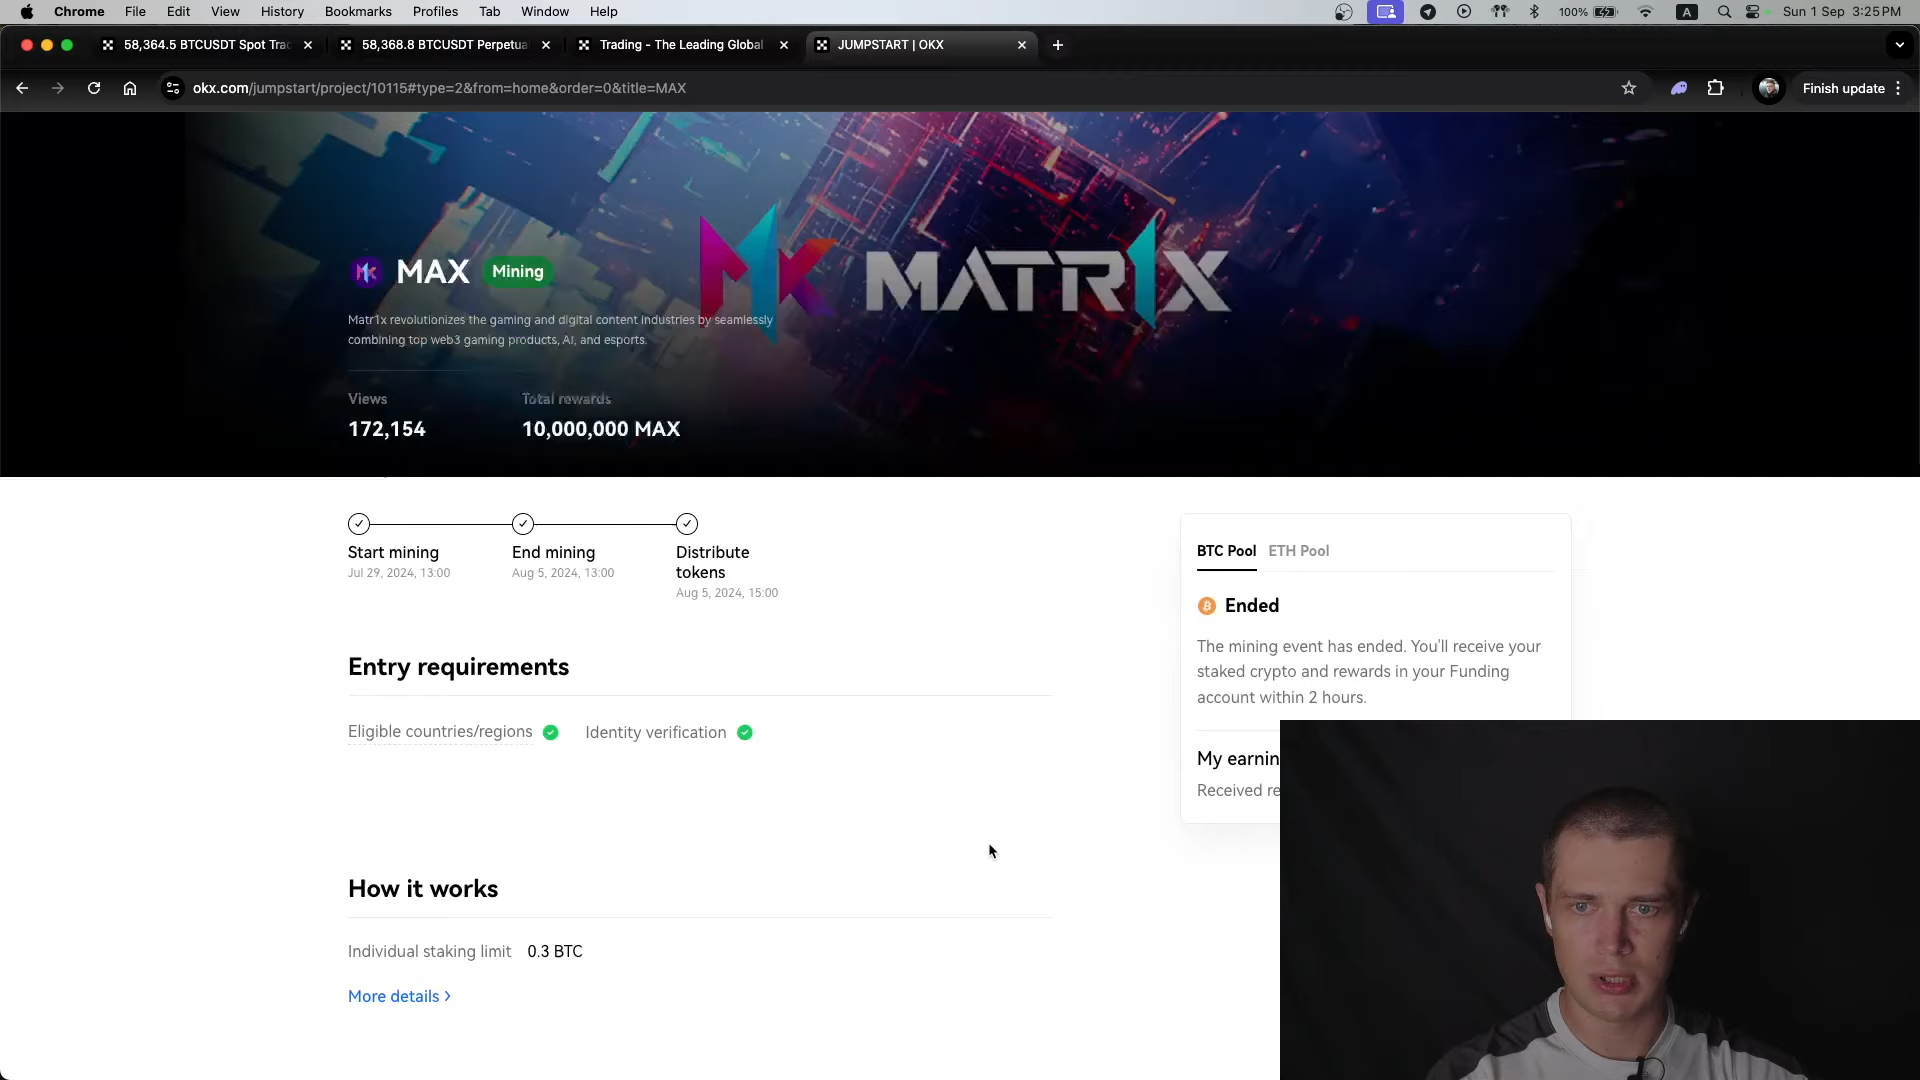 Chrome File Edit View History Bookmarks Profiles Tab Window Help 100% A Sun 1 Sep 3:25 PM
58,364.5 BTCUSDT Spot Trac
58,368.8 BTCUSDT Perpetua
Trading - The Leading Global
JUMPSTART | OKX
okx.com/jumpstart/project/10115#type=2&from=home&order=0&title=MAX
Finish update
MATR1X
MAX Mining
Matr1x revolutionizes the gaming and digital content industries by seamlessly
combining top web3 gaming products, AI, and esports.
Views Total rewards
172,154 10,000,000 MAX
Start mining
Jul 29, 2024, 13:00
End mining
Aug 5, 2024, 13:00
Distribute
tokens
Aug 5, 2024, 15:00
BTC Pool ETH Pool
Ended
The mining event has ended. You'll receive your
staked crypto and rewards in your Funding
account within 2 hours.
My earnin
Received re
Entry requirements
Eligible countries/regions Identity verification
How it works
Individual staking limit 0.3 BTC
More details >